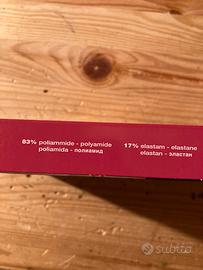 83% poliammide - polyamide
poliamida - полиамид
17% elastam - elastane
elastan - эластан
subito